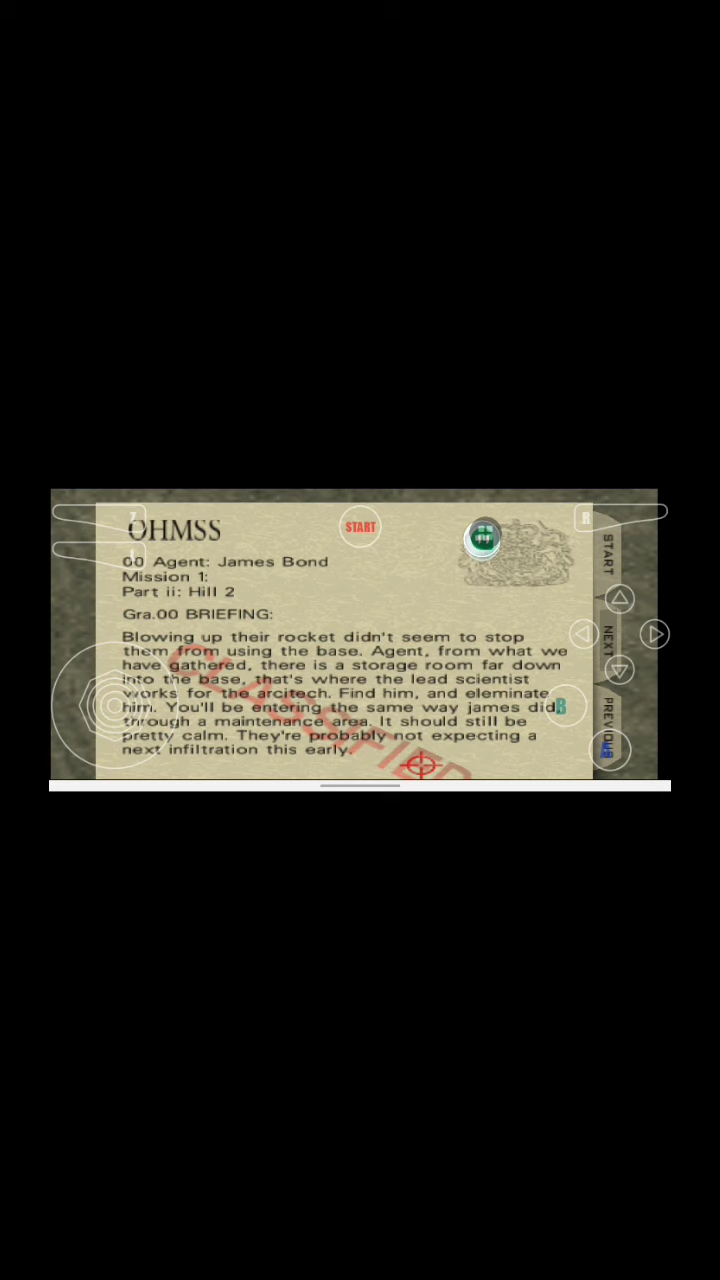 OHMSS
START
00 Agent: James Bond
Mission 1:
Part ii: Hill 2
Gra.00 BRIEFING:
Blowing up their rocket didn't seem to stop
them from using the base. Agent, from what we
have gathered, there is a storage room far down
into the base, that's where the lead scientist
works for the arcitech. Find him, and eleminate
him. You'll be entering the same way james did
through a maintenance area. It should still be
pretty calm. They're probably not expecting a
next infiltration this early.
CLASSIFIED
Z
L
R
B
START
NEXT
PREVIOUS